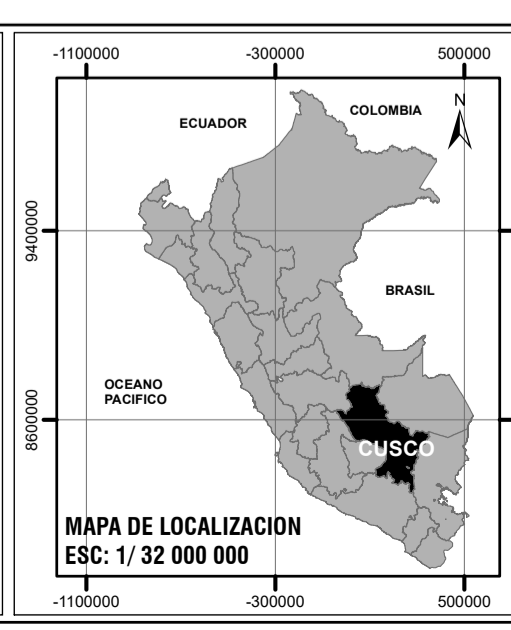 -1100000 -300000 500000
N
COLOMBIA
ECUADOR
9400000
BRASIL
OCEANO
PACIFICO
8600000
CUSCO
MAPA DE LOCALIZACION
ESC: 1/ 32 000 000
-1100000 -300000 500000